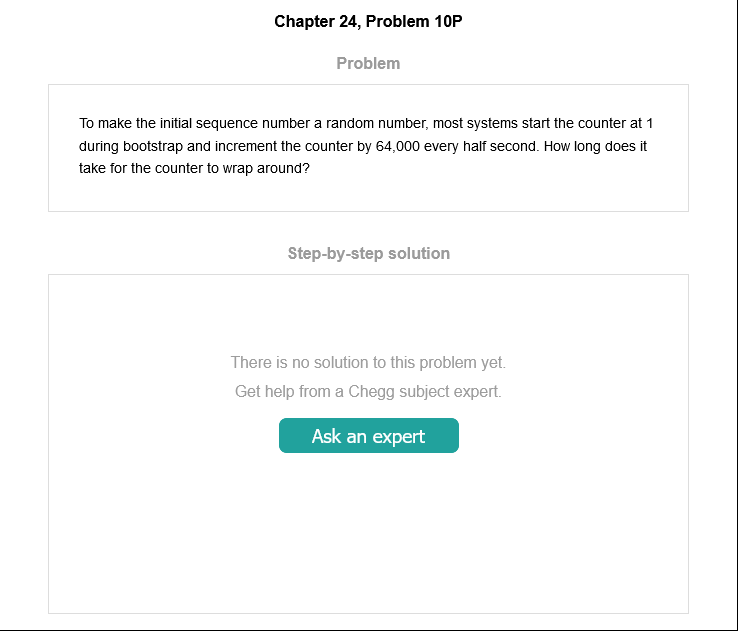 Chapter 24, Problem 10P
Problem
To make the initial sequence number a random number, most systems start the counter at 1
during bootstrap and increment the counter by 64,000 every half second. How long does it
take for the counter to wrap around?
Step-by-step solution
There is no solution to this problem yet.
Get help from a Chegg subject expert.
Ask an expert